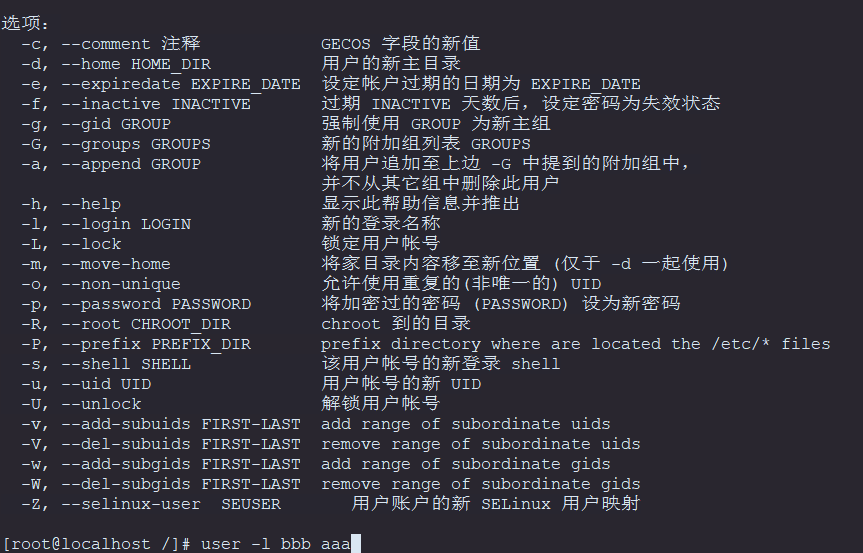 选项：
-c, --comment 注释 GECOS 字段的新值
-d, --home HOME_DIR 用户的新主目录
-e, --expiredate EXPIRE_DATE 设定帐户过期的日期为 EXPIRE_DATE
-f, --inactive INACTIVE 过期 INACTIVE 天数后，设定密码为失效状态
-g, --gid GROUP 强制使用 GROUP 为新主组
-G, --groups GROUPS 新的附加组列表 GROUPS
-a, --append GROUP 将用户追加至上边 -G 中提到的附加组中，
并不从其它组中删除此用户
-h, --help 显示此帮助信息并推出
-l, --login LOGIN 新的登录名称
-L, --lock 锁定用户帐号
-m, --move-home 将家目录内容移至新位置 (仅于 -d 一起使用)
-o, --non-unique 允许使用重复的(非唯一的) UID
-p, --password PASSWORD 将加密过的密码 (PASSWORD) 设为新密码
-R, --root CHROOT_DIR chroot 到的目录
-P, --prefix PREFIX_DIR prefix directory where are located the /etc/* files
-s, --shell SHELL 该用户帐号的新登录 shell
-u, --uid UID 用户帐号的新 UID
-U, --unlock 解锁用户帐号
-v, --add-subuids FIRST-LAST add range of subordinate uids
-V, --del-subuids FIRST-LAST remove range of subordinate uids
-w, --add-subgids FIRST-LAST add range of subordinate gids
-W, --del-subgids FIRST-LAST remove range of subordinate gids
-Z, --selinux-user SEUSER 用户账户的新 SELinux 用户映射
[root@localhost /]# user -l bbb aaa